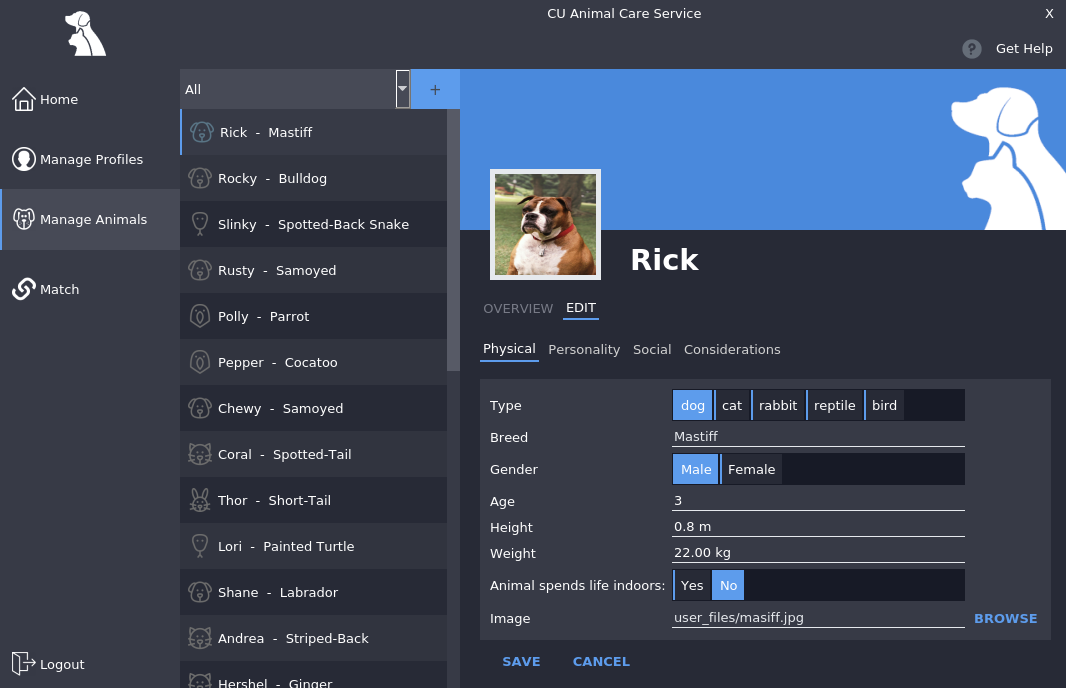 CU Animal Care Service
X
? Get Help
Home
Manage Profiles
Manage Animals
Match
Logout
All
+
Rick - Mastiff
Rocky - Bulldog
Slinky - Spotted-Back Snake
Rusty - Samoyed
Polly - Parrot
Pepper - Cocatoo
Chewy - Samoyed
Coral - Spotted-Tail
Thor - Short-Tail
Lori - Painted Turtle
Shane - Labrador
Andrea - Striped-Back
Hershel - Ginger
Rick
OVERVIEW EDIT
Physical Personality Social Considerations
Type dog cat rabbit reptile bird
Breed Mastiff
Gender Male Female
Age 3
Height 0.8 m
Weight 22.00 kg
Animal spends life indoors: Yes No
Image user_files/masiff.jpg BROWSE
SAVE CANCEL